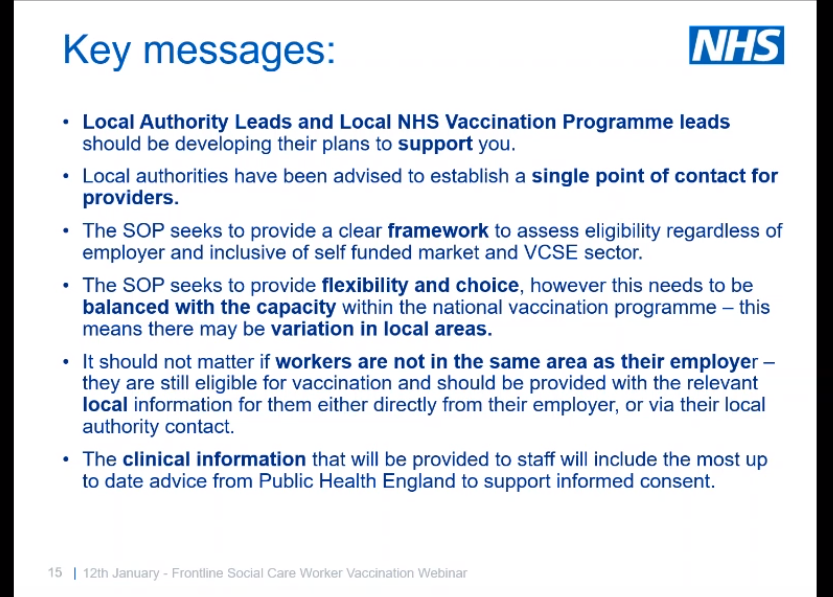 Key messages:
NHS
• Local Authority Leads and Local NHS Vaccination Programme leads
should be developing their plans to support you.
• Local authorities have been advised to establish a single point of contact for
providers.
• The SOP seeks to provide a clear framework to assess eligibility regardless of
employer and inclusive of self funded market and VCSE sector.
• The SOP seeks to provide flexibility and choice, however this needs to be
balanced with the capacity within the national vaccination programme – this
means there may be variation in local areas.
• It should not matter if workers are not in the same area as their employer –
they are still eligible for vaccination and should be provided with the relevant
local information for them either directly from their employer, or via their local
authority contact.
• The clinical information that will be provided to staff will include the most up
to date advice from Public Health England to support informed consent.
15 | 12th January - Frontline Social Care Worker Vaccination Webinar